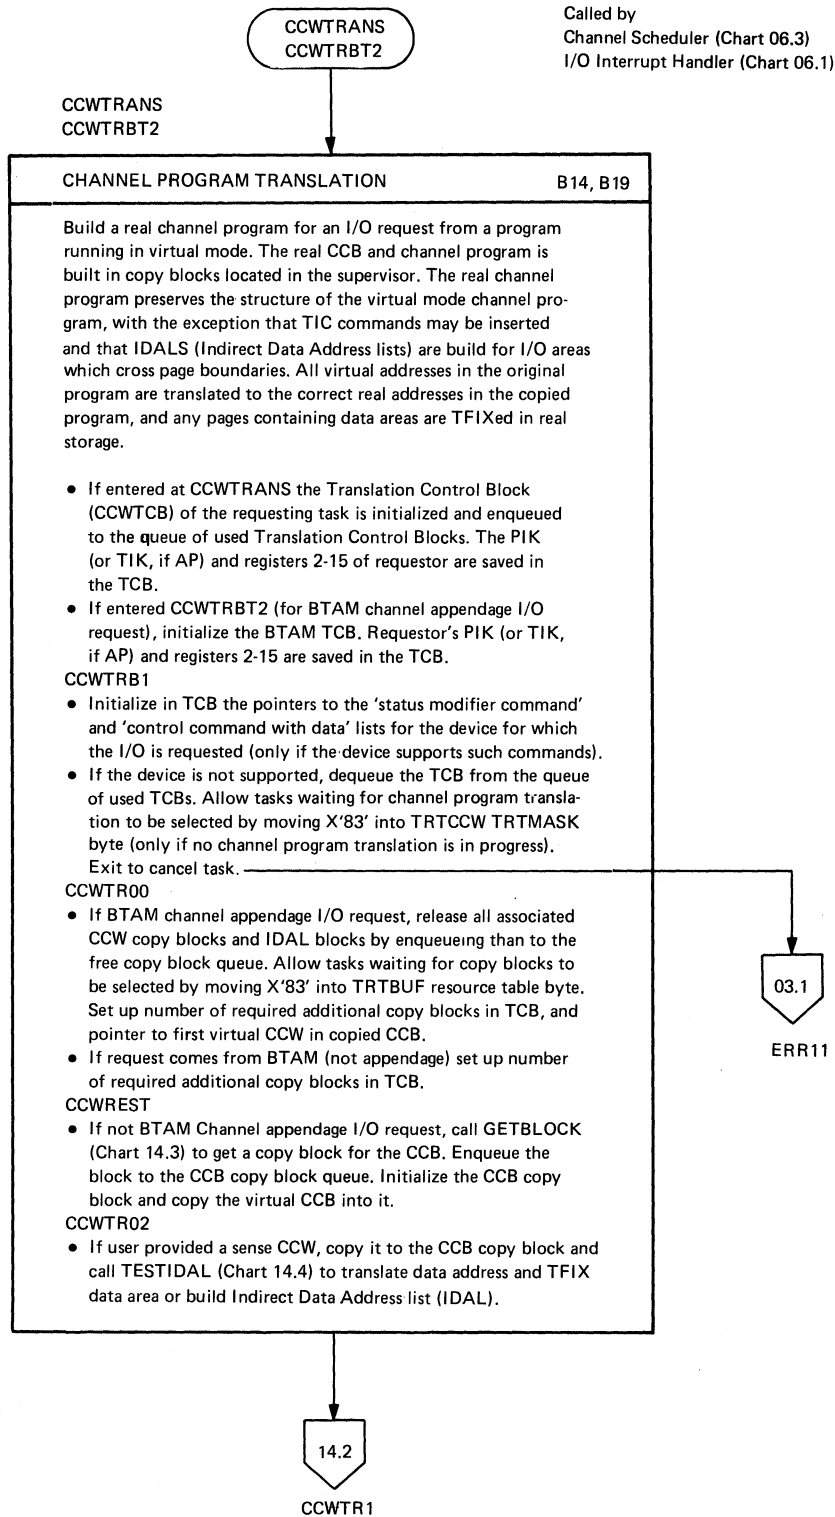 CCWTRANS
CCWTRBT2
Called by
Channel Scheduler (Chart 06.3)
I/O Interrupt Handler (Chart 06.1)
CCWTRANS
CCWTRBT2
CHANNEL PROGRAM TRANSLATION B14, B19
Build a real channel program for an I/O request from a program
running in virtual mode. The real CCB and channel program is
built in copy blocks located in the supervisor. The real channel
program preserves the structure of the virtual mode channel pro-
gram, with the exception that TIC commands may be inserted
and that IDALS (Indirect Data Address lists) are build for I/O areas
which cross page boundaries. All virtual addresses in the original
program are translated to the correct real addresses in the copied
program, and any pages containing data areas are TFIXed in real
storage.
• If entered at CCWTRANS the Translation Control Block
(CCWTCB) of the requesting task is initialized and enqueued
to the queue of used Translation Control Blocks. The PIK
(or TIK, if AP) and registers 2-15 of requestor are saved in
the TCB.
• If entered CCWTRBT2 (for BTAM channel appendage I/O
request), initialize the BTAM TCB. Requestor's PIK (or TIK,
if AP) and registers 2-15 are saved in the TCB.
CCWTRB1
• Initialize in TCB the pointers to the 'status modifier command'
and 'control command with data' lists for the device for which
the I/O is requested (only if the device supports such commands).
• If the device is not supported, dequeue the TCB from the queue
of used TCBs. Allow tasks waiting for channel program transla-
tion to be selected by moving X'83' into TRTCCW TRTMASK
byte (only if no channel program translation is in progress).
Exit to cancel task.
CCWTR00
• If BTAM channel appendage I/O request, release all associated
CCW copy blocks and IDAL blocks by enqueueing than to the
free copy block queue. Allow tasks waiting for copy blocks to
be selected by moving X'83' into TRTBUF resource table byte.
Set up number of required additional copy blocks in TCB, and
pointer to first virtual CCW in copied CCB.
• If request comes from BTAM (not appendage) set up number
of required additional copy blocks in TCB.
CCWREST
• If not BTAM Channel appendage I/O request, call GETBLOCK
(Chart 14.3) to get a copy block for the CCB. Enqueue the
block to the CCB copy block queue. Initialize the CCB copy
block and copy the virtual CCB into it.
CCWTR02
• If user provided a sense CCW, copy it to the CCB copy block and
call TESTIDAL (Chart 14.4) to translate data address and TFIX
data area or build Indirect Data Address list (IDAL).
03.1
ERR11
14.2
CCWTR1